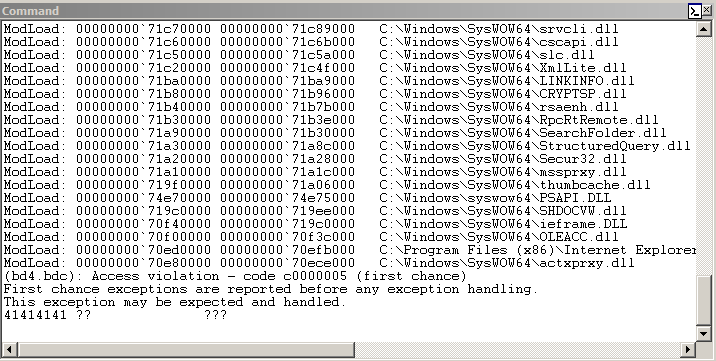 Command
ModLoad: 00000000`71c70000 00000000`71c89000   C:\Windows\SysWOW64\srvcli.dll
ModLoad: 00000000`71c60000 00000000`71c6b000   C:\Windows\SysWOW64\cscapi.dll
ModLoad: 00000000`71c50000 00000000`71c5a000   C:\Windows\SysWOW64\slc.dll
ModLoad: 00000000`71c20000 00000000`71c4f000   C:\Windows\SysWOW64\XmlLite.dll
ModLoad: 00000000`71ba0000 00000000`71ba9000   C:\Windows\SysWOW64\LINKINFO.dll
ModLoad: 00000000`71b80000 00000000`71b96000   C:\Windows\SysWOW64\CRYPTSP.dll
ModLoad: 00000000`71b40000 00000000`71b7b000   C:\Windows\SysWOW64\rsaenh.dll
ModLoad: 00000000`71b30000 00000000`71b3e000   C:\Windows\SysWOW64\RpcRtRemote.dll
ModLoad: 00000000`71a90000 00000000`71b30000   C:\Windows\SysWOW64\SearchFolder.dll
ModLoad: 00000000`71a30000 00000000`71a8c000   C:\Windows\SysWOW64\StructuredQuery.dll
ModLoad: 00000000`71a20000 00000000`71a28000   C:\Windows\SysWOW64\Secur32.dll
ModLoad: 00000000`71a10000 00000000`71a1c000   C:\Windows\SysWOW64\mssprxy.dll
ModLoad: 00000000`719f0000 00000000`71a06000   C:\Windows\SysWOW64\thumbcache.dll
ModLoad: 00000000`74e70000 00000000`74e75000   C:\Windows\SysWOW64\PSAPI.DLL
ModLoad: 00000000`719c0000 00000000`719ee000   C:\Windows\SysWOW64\SHDOCVW.dll
ModLoad: 00000000`70f40000 00000000`719c0000   C:\Windows\SysWOW64\ieframe.DLL
ModLoad: 00000000`70f00000 00000000`70f3c000   C:\Windows\SysWOW64\OLEACC.dll
ModLoad: 00000000`70ed0000 00000000`70efb000   C:\Program Files (x86)\Internet Explorer
ModLoad: 00000000`70e80000 00000000`70ece000   C:\Windows\SysWOW64\actxprxy.dll
(bd4.bdc): Access violation - code c0000005 (first chance)
First chance exceptions are reported before any exception handling.
This exception may be expected and handled.
41414141 ??              ???